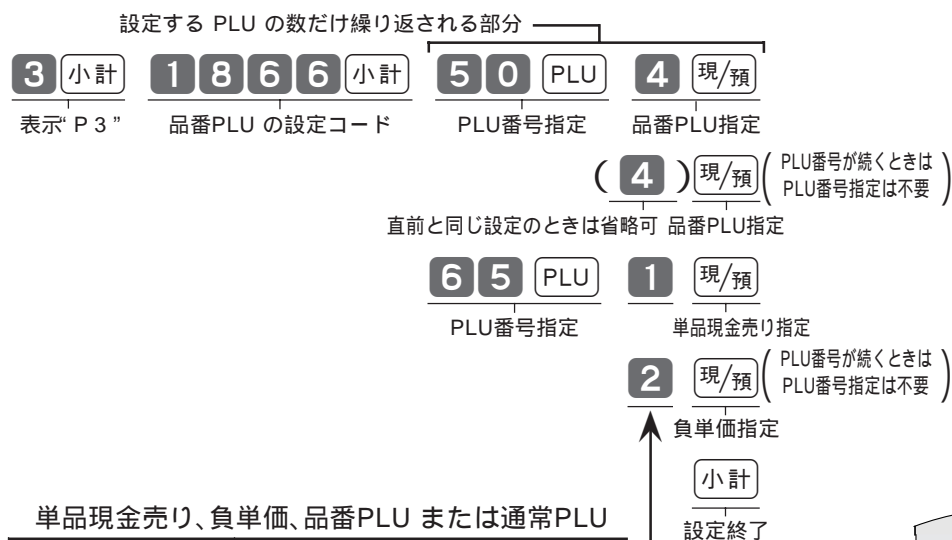 設定する PLU の数だけ繰り返される部分
3 小計 1 8 6 6 小計 5 0 PLU 4 現/預
表示“P 3 ” 品番PLU の設定コード PLU番号指定 品番PLU指定
( 4 ) 現/預 ( PLU番号が続くときは
PLU番号指定は不要 )
直前と同じ設定のときは省略可 品番PLU指定
6 5 PLU 1 現/預
PLU番号指定 単品現金売り指定
2 現/預 ( PLU番号が続くときは
PLU番号指定は不要 )
負単価指定
小計
設定終了
単品現金売り、負単価、品番PLU または通常PLU